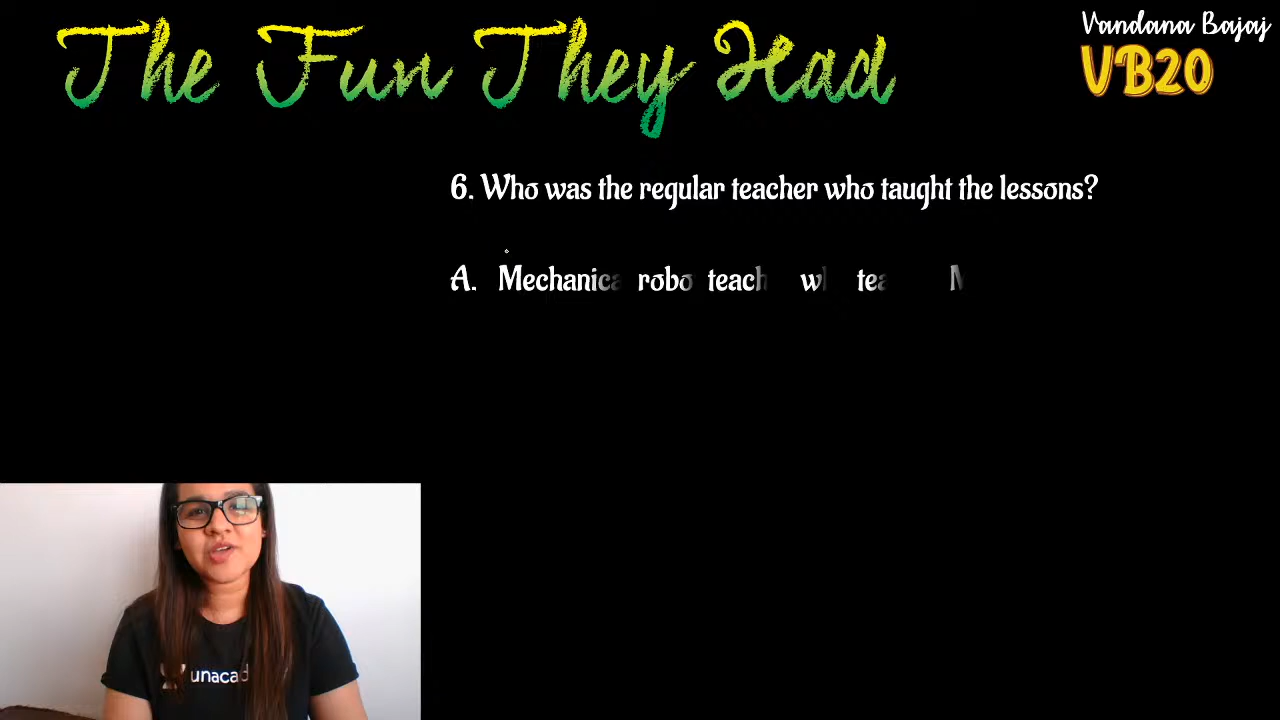 The Fun They Had
Vandana Bajaj
VB20
6. Who was the regular teacher who taught the lessons?
A. Mechanica robo teach w tea M
unacad